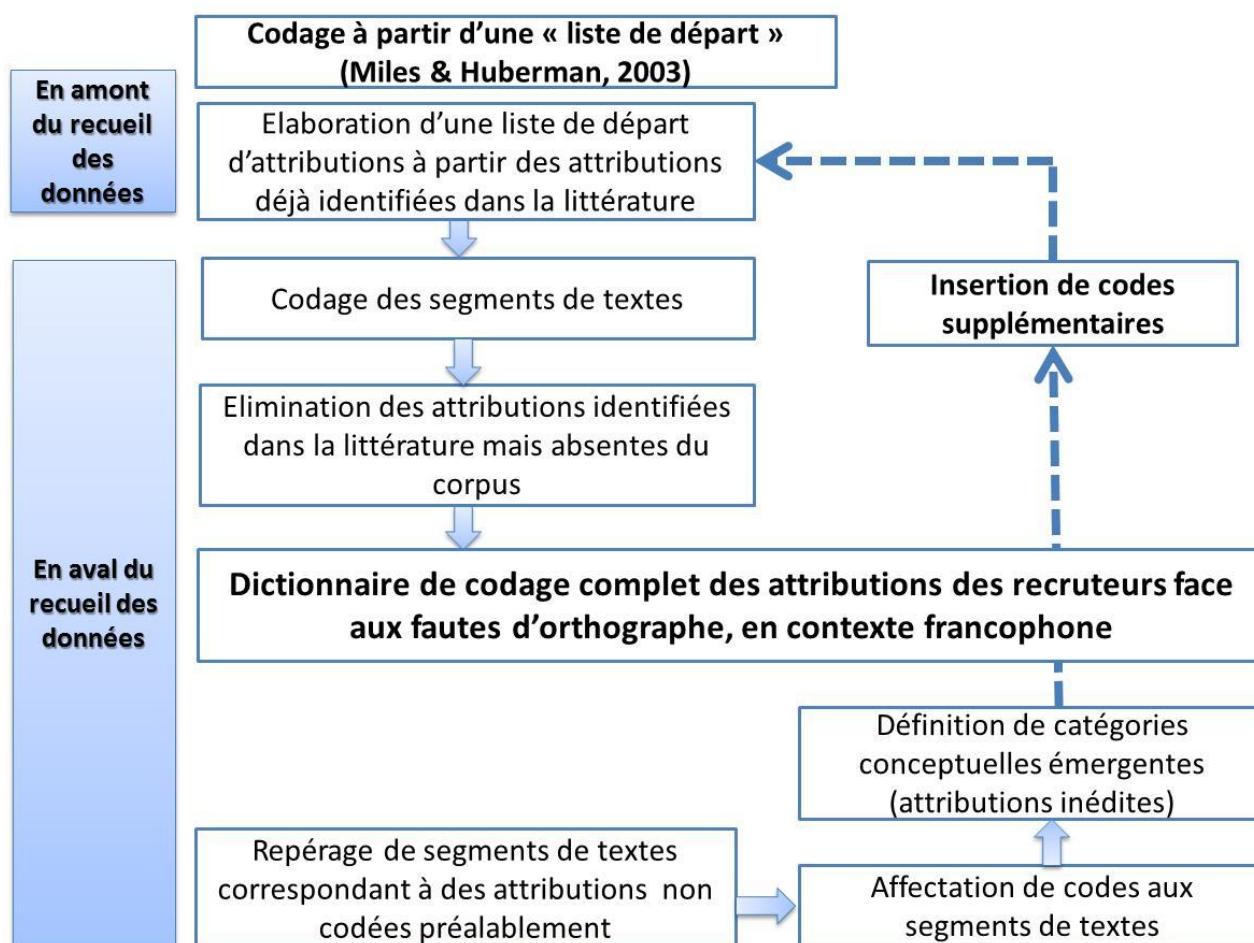 Codage à partir d’une « liste de départ »
(Miles & Huberman, 2003)
En amont
du recueil
des
données
Elaboration d’une liste de départ
d’attributions à partir des attributions
déjà identifiées dans la littérature
Codage des segments de textes
Insertion de codes
supplémentaires
Elimination des attributions identifiées
dans la littérature mais absentes du
corpus
En aval du
recueil des
données
Dictionnaire de codage complet des attributions des recruteurs face
aux fautes d’orthographe, en contexte francophone
Définition de catégories
conceptuelles émergentes
(attributions inédites)
Repérage de segments de textes
correspondant à des attributions non
codées préalablement
Affectation de codes aux
segments de textes